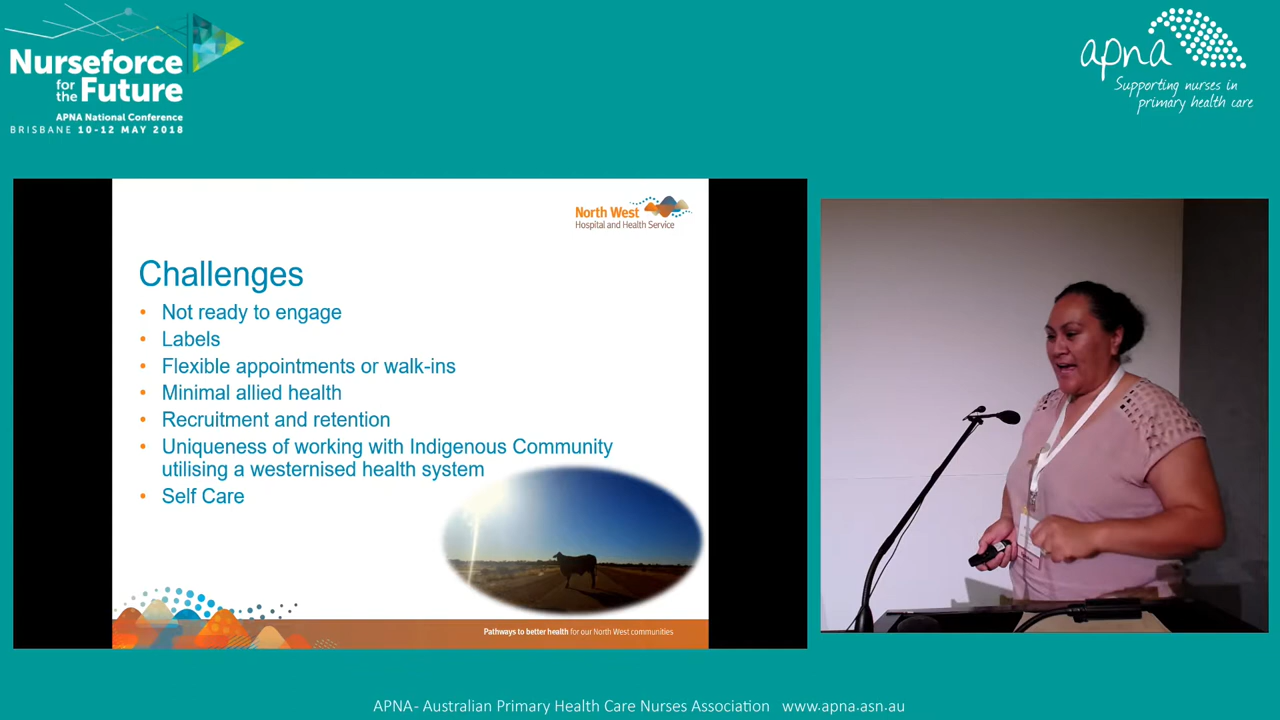 Nurseforce
for the Future
APNA National Conference
BRISBANE 10-12 MAY 2018
apna
Supporting nurses in
primary health care
North West
Hospital and Health Service
Challenges
• Not ready to engage
• Labels
• Flexible appointments or walk-ins
• Minimal allied health
• Recruitment and retention
• Uniqueness of working with Indigenous Community
utilising a westernised health system
• Self Care
Pathways to better health for our North West communities
APNA- Australian Primary Health Care Nurses Association www.apna.asn.au